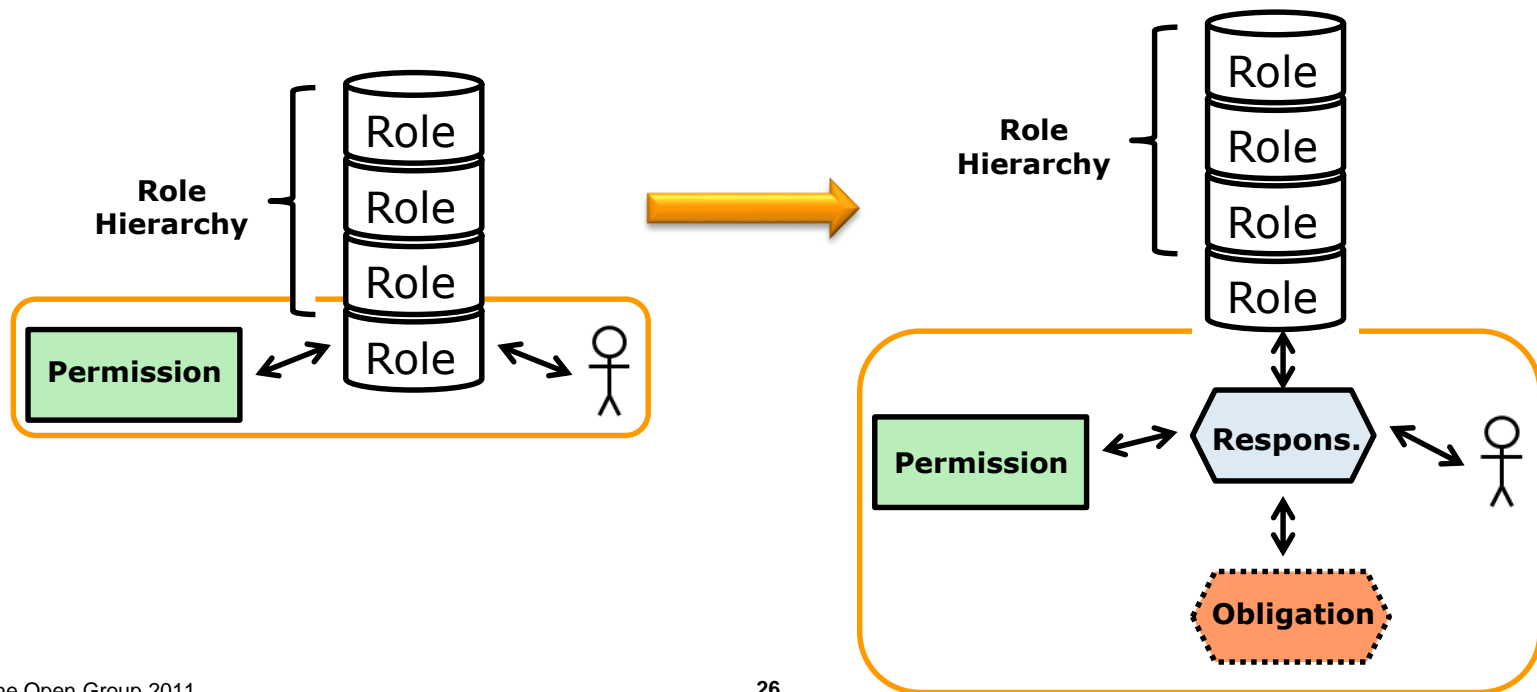 Role
Role
Role
Role
Role
Hierarchy
Permission
Role
Role
Role
Role
Role
Hierarchy
Permission
Respons.
Obligation
he Open Group 2011
26